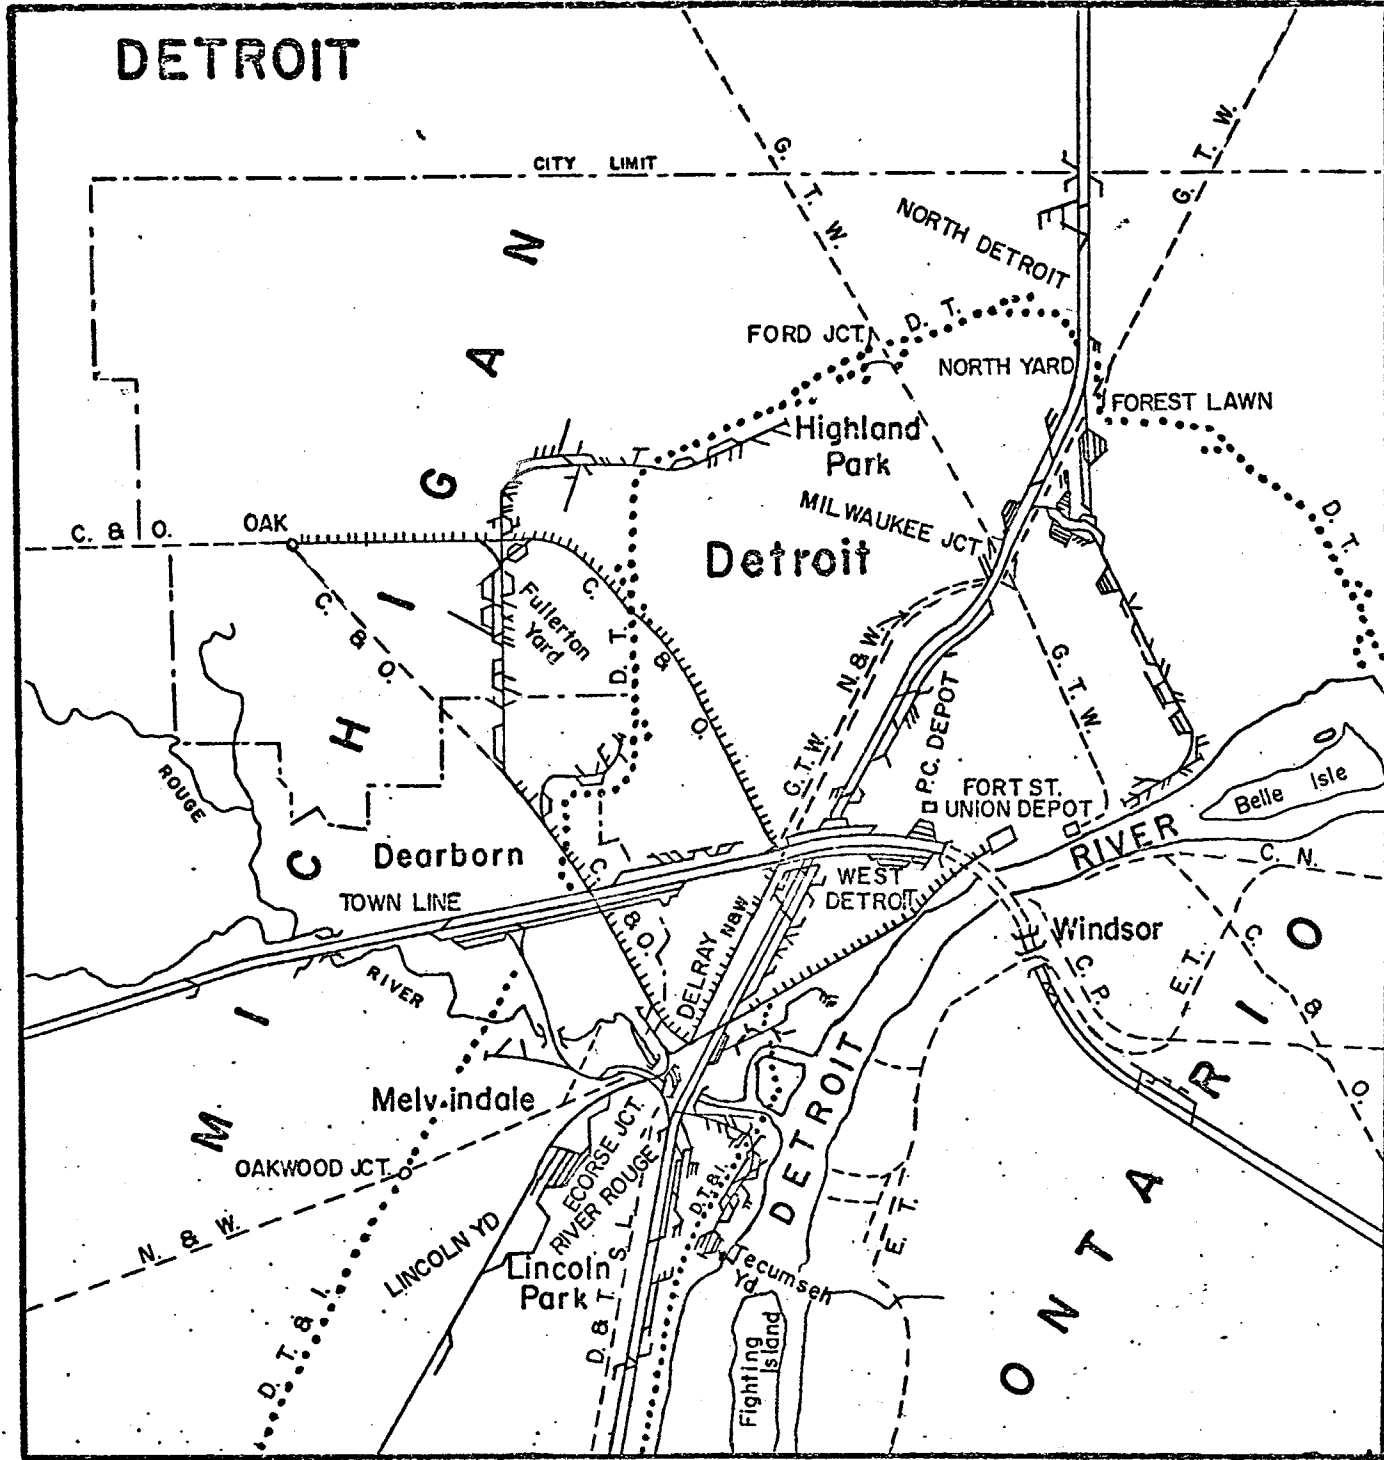 DETROIT
CITY LIMIT
G. T. W.
G. T. W.
NORTH DETROIT
D. T.
FORD JCT.
NORTH YARD
FOREST LAWN
Highland
Park
MILWAUKEE JCT.
D. T.
C. & O.
OAK
Detroit
C. & O.
Fullerton
Yard
D. T.
C. & O.
N. & W.
G. T. W.
G. T. W.
P.C. DEPOT
FORT ST.
UNION DEPOT
Belle Isle
ROUGE
RIVER
Dearborn
C. N.
TOWN LINE
WEST
DETROIT
C. & O.
DELRAY
N&W
Windsor
RIVER
C. P.
E. T.
C. & O.
Melvindale
DETROIT
OAKWOOD JCT.
ECORSE JCT.
RIVER ROUGE
D.T. & I.
N. & W.
LINCOLN YD
Lincoln
Park
D. & T. S. L.
Tecumseh
Yd.
E. T.
D. T. & I.
Fighting
Island
MICHIGAN
ONTARIO